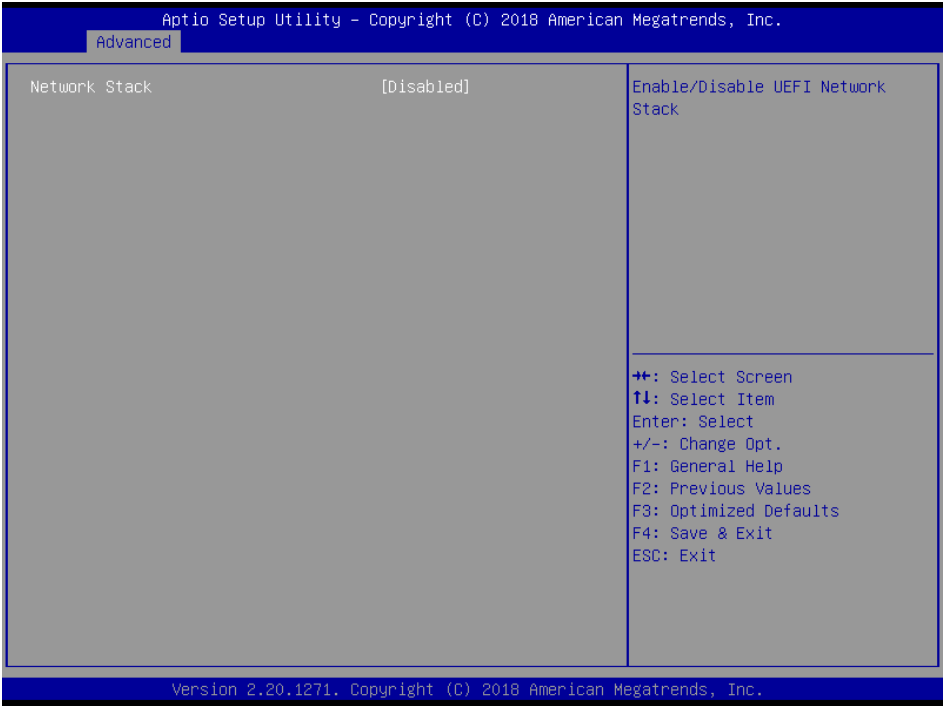 Aptio Setup Utility – Copyright (C) 2018 American Megatrends, Inc.
Advanced
Network Stack [Disabled]
Enable/Disable UEFI Network
Stack
→←: Select Screen
↑↓: Select Item
Enter: Select
+/-: Change Opt.
F1: General Help
F2: Previous Values
F3: Optimized Defaults
F4: Save & Exit
ESC: Exit
Version 2.20.1271. Copyright (C) 2018 American Megatrends, Inc.